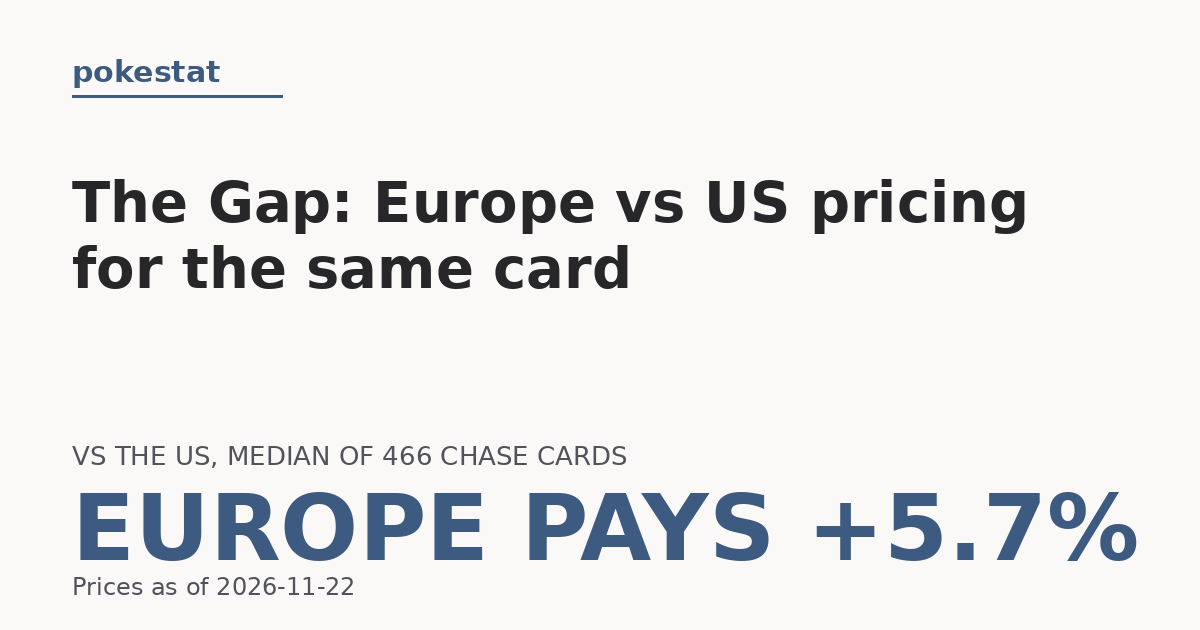 pokestat
The Gap: Europe vs US pricing
for the same card
VS THE US, MEDIAN OF 466 CHASE CARDS
EUROPE PAYS +5.7%
Prices as of 2026-11-22